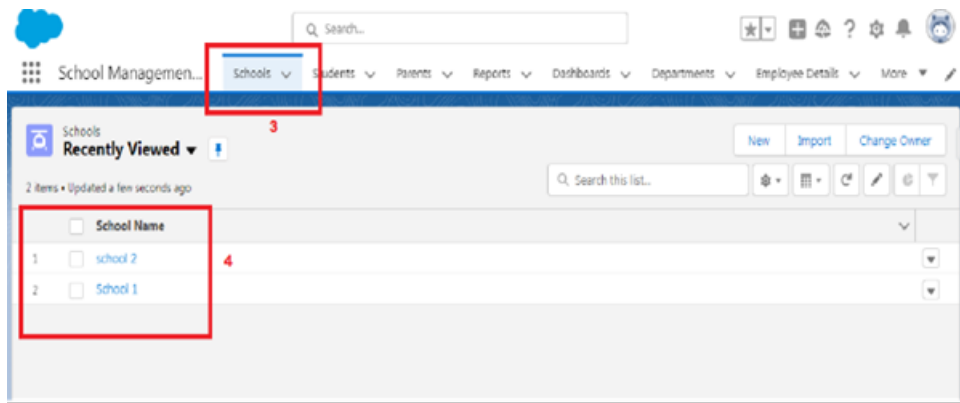 Search...
School Managemen... Schools Students Parents Reports Dashboards Departments Employee Details More
3
Schools
Recently Viewed
New Import Change Owner
2 items • Updated a few seconds ago
Search this list...
School Name
1 school 2
4
2 School 1